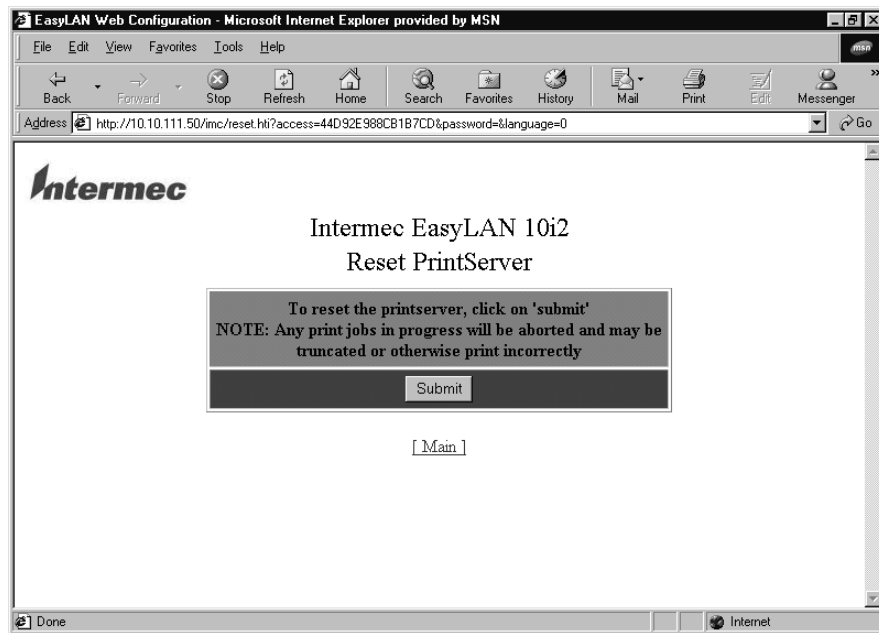 EasyLAN Web Configuration - Microsoft Internet Explorer provided by MSN
File Edit View Favorites Tools Help
msn
Back Forward Stop Refresh Home Search Favorites History Mail Print Edit Messenger »
Address http://10.10.111.50/imc/reset.hti?access=44D92E988CB1B7CD&password=&language=0 Go
Intermec
Intermec EasyLAN 10i2
Reset PrintServer
To reset the printserver, click on 'submit'
NOTE: Any print jobs in progress will be aborted and may be
truncated or otherwise print incorrectly
Submit
[ Main ]
Done Internet